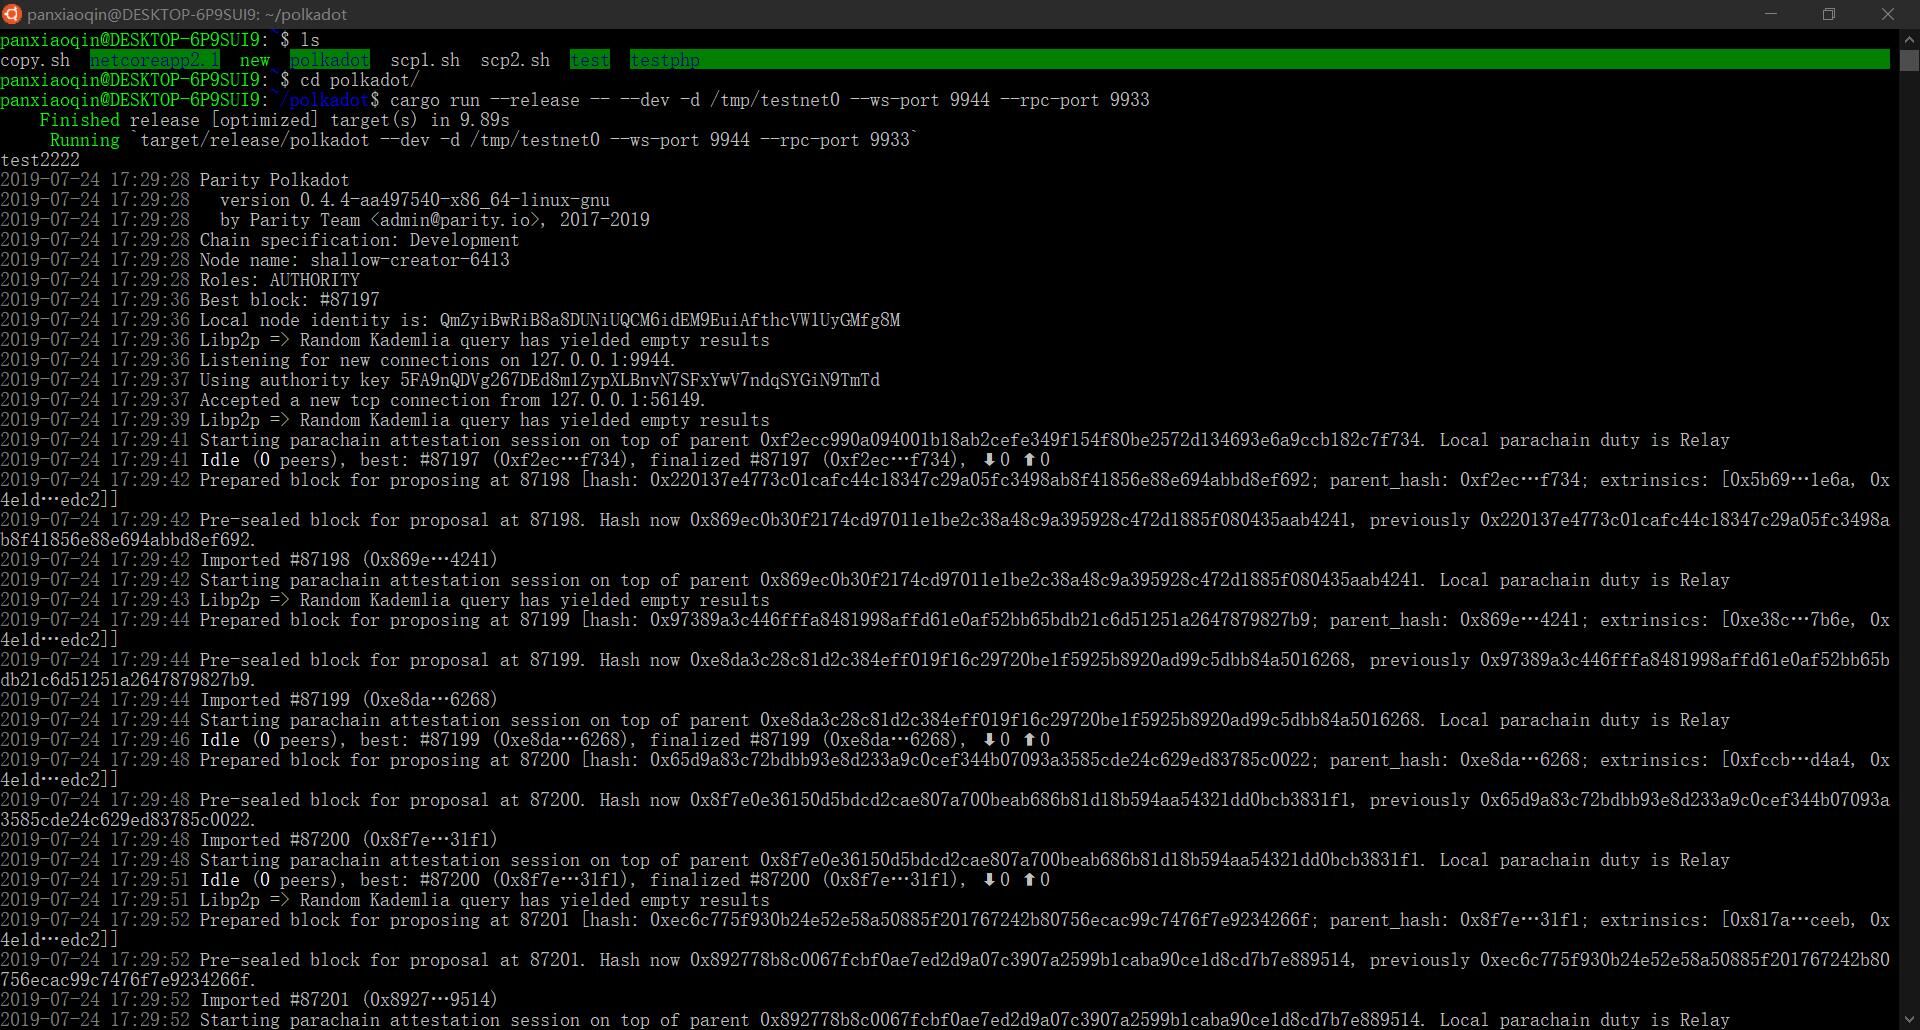 panxiaoqin@DESKTOP-6P9SUI9: ~/polkadot
panxiaoqin@DESKTOP-6P9SUI9:~$ ls
copy.sh netcoreapp2.1 new polkadot scp1.sh scp2.sh test testphp
panxiaoqin@DESKTOP-6P9SUI9:~$ cd polkadot/
panxiaoqin@DESKTOP-6P9SUI9:~/polkadot$ cargo run --release -- --dev -d /tmp/testnet0 --ws-port 9944 --rpc-port 9933
Finished release [optimized] target(s) in 9.89s
Running `target/release/polkadot --dev -d /tmp/testnet0 --ws-port 9944 --rpc-port 9933`
test2222
2019-07-24 17:29:28 Parity Polkadot
2019-07-24 17:29:28   version 0.4.4-aa497540-x86_64-linux-gnu
2019-07-24 17:29:28   by Parity Team <admin@parity.io>, 2017-2019
2019-07-24 17:29:28 Chain specification: Development
2019-07-24 17:29:28 Node name: shallow-creator-6413
2019-07-24 17:29:28 Roles: AUTHORITY
2019-07-24 17:29:36 Best block: #87197
2019-07-24 17:29:36 Local node identity is: QmZyiBwRiB8a8DUNiUQCM6idEM9EuiAfthcVW1UyGMfg8M
2019-07-24 17:29:36 Libp2p => Random Kademlia query has yielded empty results
2019-07-24 17:29:36 Listening for new connections on 127.0.0.1:9944.
2019-07-24 17:29:37 Using authority key 5FA9nQDVg267DEd8m1ZypXLBnvN7SFxYwV7ndqSYGiN9TmTd
2019-07-24 17:29:37 Accepted a new tcp connection from 127.0.0.1:56149.
2019-07-24 17:29:39 Libp2p => Random Kademlia query has yielded empty results
2019-07-24 17:29:41 Starting parachain attestation session on top of parent 0xf2ecc990a094001b18ab2cefe349f154f80be2572d134693e6a9ccb182c7f734. Local parachain duty is Relay
2019-07-24 17:29:41 Idle (0 peers), best: #87197 (0xf2ec…f734), finalized #87197 (0xf2ec…f734), ⬇0 ⬆0
2019-07-24 17:29:42 Prepared block for proposing at 87198 [hash: 0x220137e4773c01cafc44c18347c29a05fc3498ab8f41856e88e694abbd8ef692; parent_hash: 0xf2ec…f734; extrinsics: [0x5b69…1e6a, 0x
4e1d…edc2]]
2019-07-24 17:29:42 Pre-sealed block for proposal at 87198. Hash now 0x869ec0b30f2174cd97011e1be2c38a48c9a395928c472d1885f080435aab4241, previously 0x220137e4773c01cafc44c18347c29a05fc3498a
b8f41856e88e694abbd8ef692.
2019-07-24 17:29:42 Imported #87198 (0x869e…4241)
2019-07-24 17:29:42 Starting parachain attestation session on top of parent 0x869ec0b30f2174cd97011e1be2c38a48c9a395928c472d1885f080435aab4241. Local parachain duty is Relay
2019-07-24 17:29:43 Libp2p => Random Kademlia query has yielded empty results
2019-07-24 17:29:44 Prepared block for proposing at 87199 [hash: 0x97389a3c446fffa8481998affd61e0af52bb65bdb21c6d51251a2647879827b9; parent_hash: 0x869e…4241; extrinsics: [0xe38c…7b6e, 0x
4e1d…edc2]]
2019-07-24 17:29:44 Pre-sealed block for proposal at 87199. Hash now 0xe8da3c28c81d2c384eff019f16c29720be1f5925b8920ad99c5dbb84a5016268, previously 0x97389a3c446fffa8481998affd61e0af52bb65b
db21c6d51251a2647879827b9.
2019-07-24 17:29:44 Imported #87199 (0xe8da…6268)
2019-07-24 17:29:44 Starting parachain attestation session on top of parent 0xe8da3c28c81d2c384eff019f16c29720be1f5925b8920ad99c5dbb84a5016268. Local parachain duty is Relay
2019-07-24 17:29:46 Idle (0 peers), best: #87199 (0xe8da…6268), finalized #87199 (0xe8da…6268), ⬇0 ⬆0
2019-07-24 17:29:48 Prepared block for proposing at 87200 [hash: 0x65d9a83c72bdbb93e8d233a9c0cef344b07093a3585cde24c629ed83785c0022; parent_hash: 0xe8da…6268; extrinsics: [0xfccb…d4a4, 0x
4e1d…edc2]]
2019-07-24 17:29:48 Pre-sealed block for proposal at 87200. Hash now 0x8f7e0e36150d5bdcd2cae807a700beab686b81d18b594aa54321dd0bcb3831f1, previously 0x65d9a83c72bdbb93e8d233a9c0cef344b07093a
3585cde24c629ed83785c0022.
2019-07-24 17:29:48 Imported #87200 (0x8f7e…31f1)
2019-07-24 17:29:48 Starting parachain attestation session on top of parent 0x8f7e0e36150d5bdcd2cae807a700beab686b81d18b594aa54321dd0bcb3831f1. Local parachain duty is Relay
2019-07-24 17:29:51 Idle (0 peers), best: #87200 (0x8f7e…31f1), finalized #87200 (0x8f7e…31f1), ⬇0 ⬆0
2019-07-24 17:29:51 Libp2p => Random Kademlia query has yielded empty results
2019-07-24 17:29:52 Prepared block for proposing at 87201 [hash: 0xec6c775f930b24e52e58a50885f201767242b80756ecac99c7476f7e9234266f; parent_hash: 0x8f7e…31f1; extrinsics: [0x817a…ceeb, 0x
4e1d…edc2]]
2019-07-24 17:29:52 Pre-sealed block for proposal at 87201. Hash now 0x892778b8c0067fcbf0ae7ed2d9a07c3907a2599b1caba90ce1d8cd7b7e889514, previously 0xec6c775f930b24e52e58a50885f201767242b80
756ecac99c7476f7e9234266f.
2019-07-24 17:29:52 Imported #87201 (0x8927…9514)
2019-07-24 17:29:52 Starting parachain attestation session on top of parent 0x892778b8c0067fcbf0ae7ed2d9a07c3907a2599b1caba90ce1d8cd7b7e889514. Local parachain duty is Relay